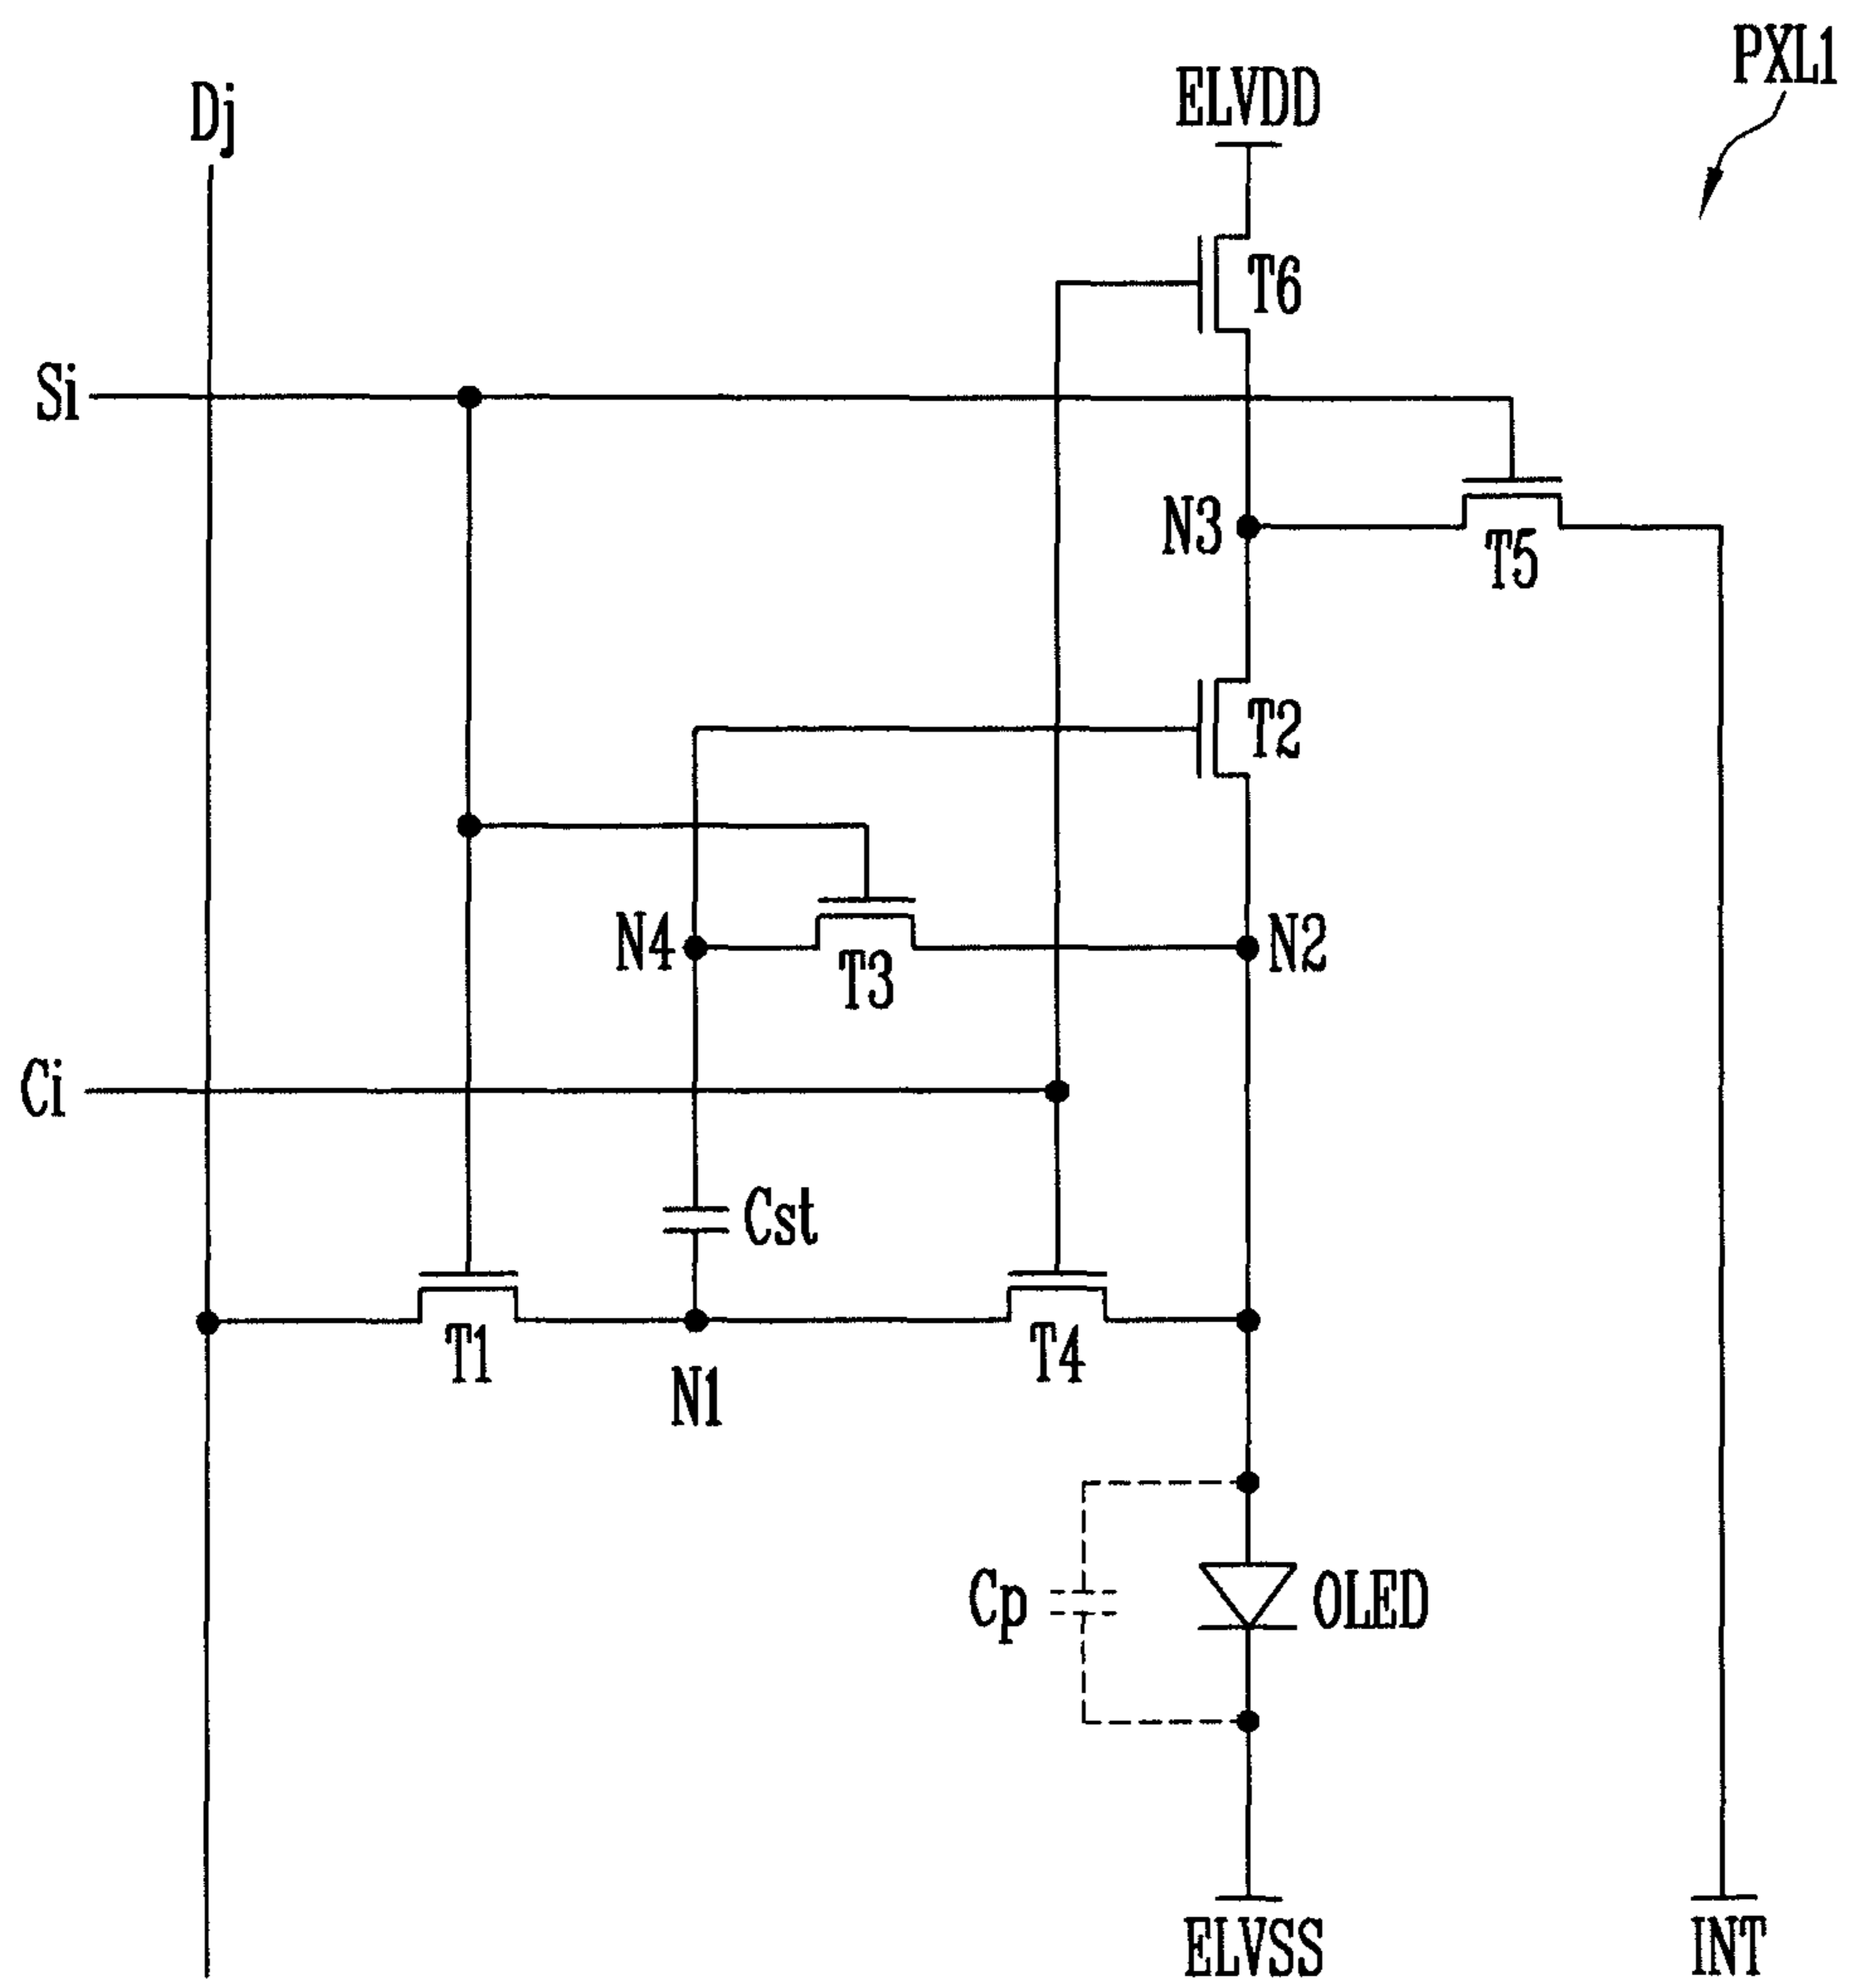 PXL1
ELVDD
Dj
T6
Si
N3
T5
T2
N4
N2
T3
Ci
Cst
T1
T4
N1
Cp
OLED
ELVSS
INT